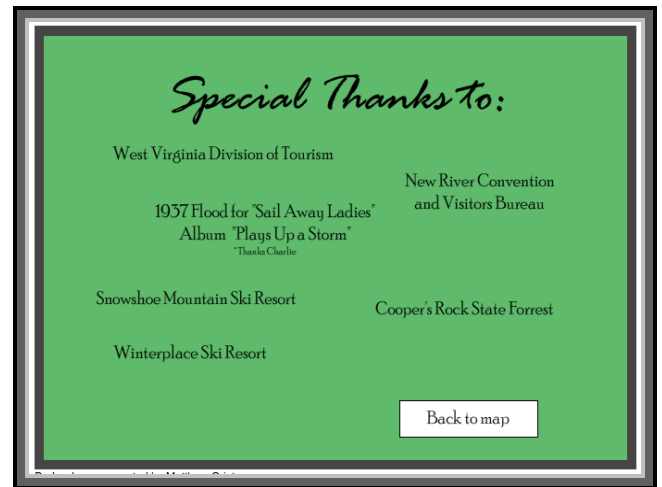 Special Thanks to:
West Virginia Division of Tourism
New River Convention
and Visitors Bureau
1937 Flood for "Sail Away Ladies"
Album "Plays Up a Storm"
"Thanks Charlie
Snowshoe Mountain Ski Resort
Cooper's Rock State Forrest
Winterplace Ski Resort
Back to map